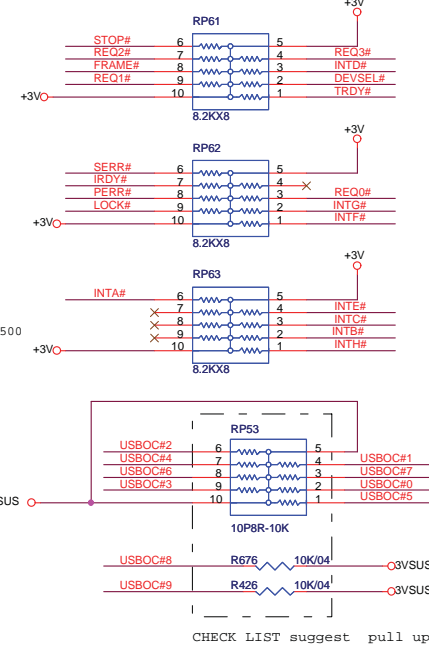 +3V
RP61
STOP# 6 5
REQ2# 7 4 REQ3#
FRAME# 8 3 INTD#
REQ1# 9 2 DEVSEL#
+3V 10 1 TRDY#
8.2KX8
+3V
RP62
SERR# 6 5
IRDY# 7 4
PERR# 8 3 REQ0#
LOCK# 9 2 INTG#
+3V 10 1 INTF#
8.2KX8
+3V
RP63
INTA# 6 5
7 4 INTE#
8 3 INTC#
500 9 2 INTB#
+3V 10 1 INTH#
8.2KX8
RP53
USBOC#2 6 5
USBOC#4 7 4 USBOC#1
USBOC#6 8 3 USBOC#7
USBOC#3 9 2 USBOC#0
SUS 10 1 USBOC#5
10P8R-10K
USBOC#8 R676 10K/04 3VSUS
USBOC#9 R426 10K/04 3VSUS
CHECK LIST suggest pull up